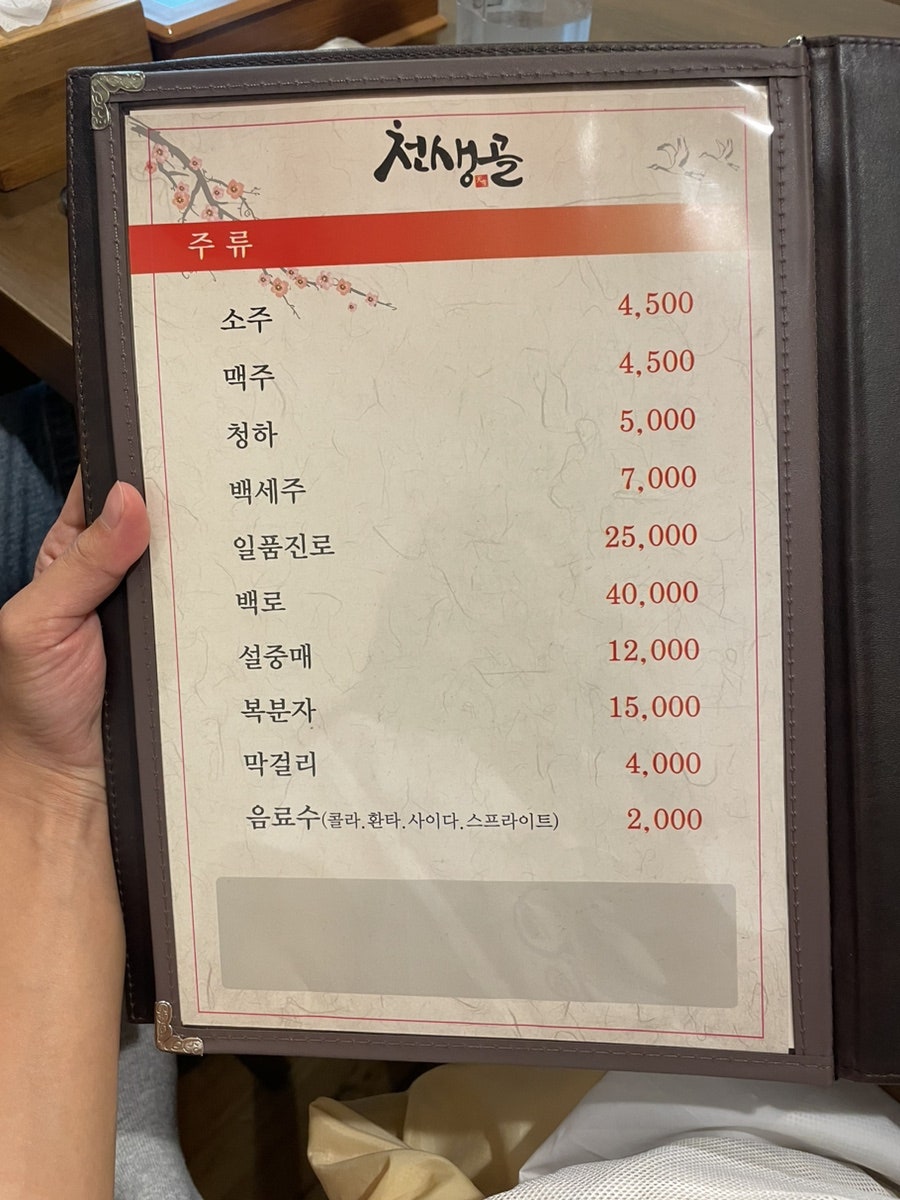 천생골
주류
소주 4,500
맥주 4,500
청하 5,000
백세주 7,000
일품진로 25,000
백로 40,000
설중매 12,000
복분자 15,000
막걸리 4,000
음료수(콜라.환타.사이다.스프라이트) 2,000